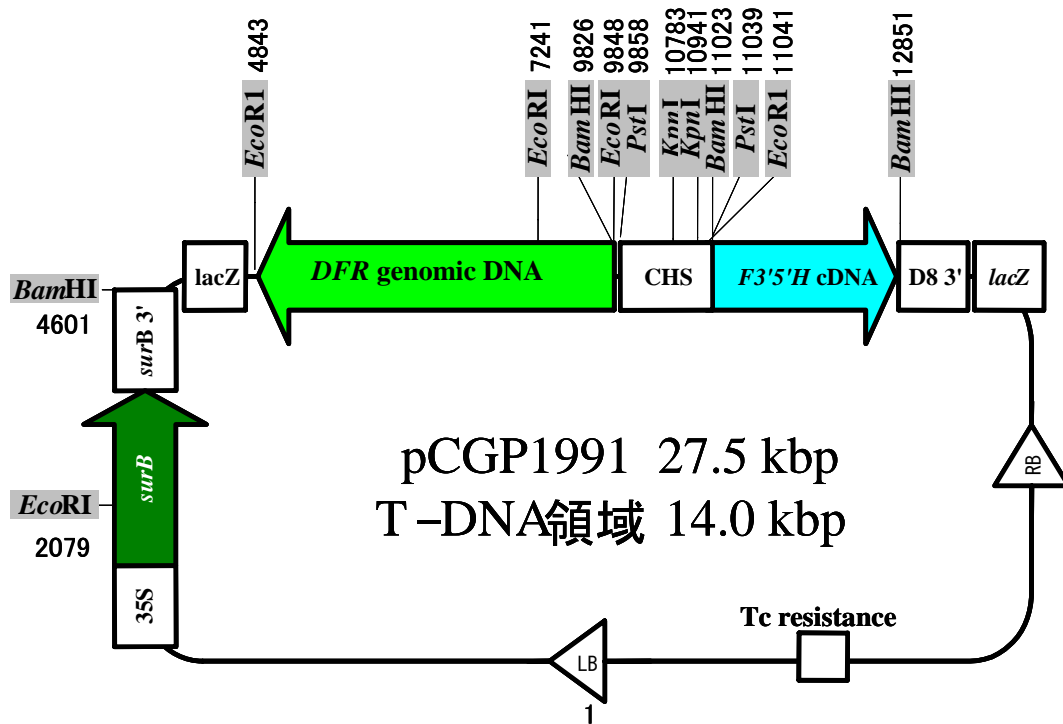 4843
7241
9826
9848
9858
10783
10941
11023
11039
11041
12851
EcoR1
EcoRI
BamHI
EcoRI
PstI
KpnI
KpnI
BamHI
PstI
EcoR1
BamHI
lacZ
DFR genomic DNA
CHS
F3'5'H cDNA
D8 3'
lacZ
BamHI
4601
surB 3'
surB
EcoRI
2079
35S
pCGP1991 27.5 kbp
T-DNA領域 14.0 kbp
RB
Tc resistance
LB
1